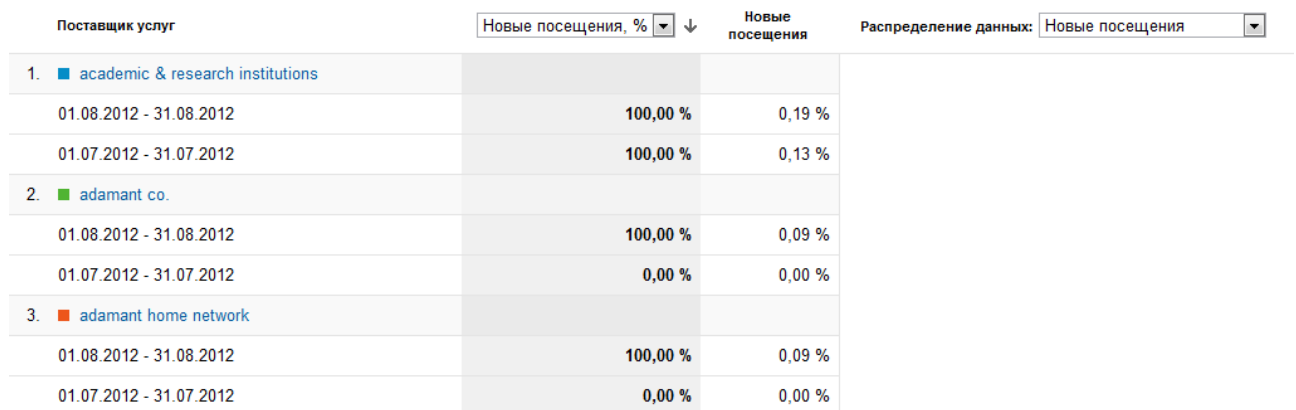 Поставщик услуг Новые посещения, % Новые посещения Распределение данных: Новые посещения
1. academic & research institutions
01.08.2012 - 31.08.2012 100,00 % 0,19 %
01.07.2012 - 31.07.2012 100,00 % 0,13 %
2. adamant co.
01.08.2012 - 31.08.2012 100,00 % 0,09 %
01.07.2012 - 31.07.2012 0,00 % 0,00 %
3. adamant home network
01.08.2012 - 31.08.2012 100,00 % 0,09 %
01.07.2012 - 31.07.2012 0,00 % 0,00 %